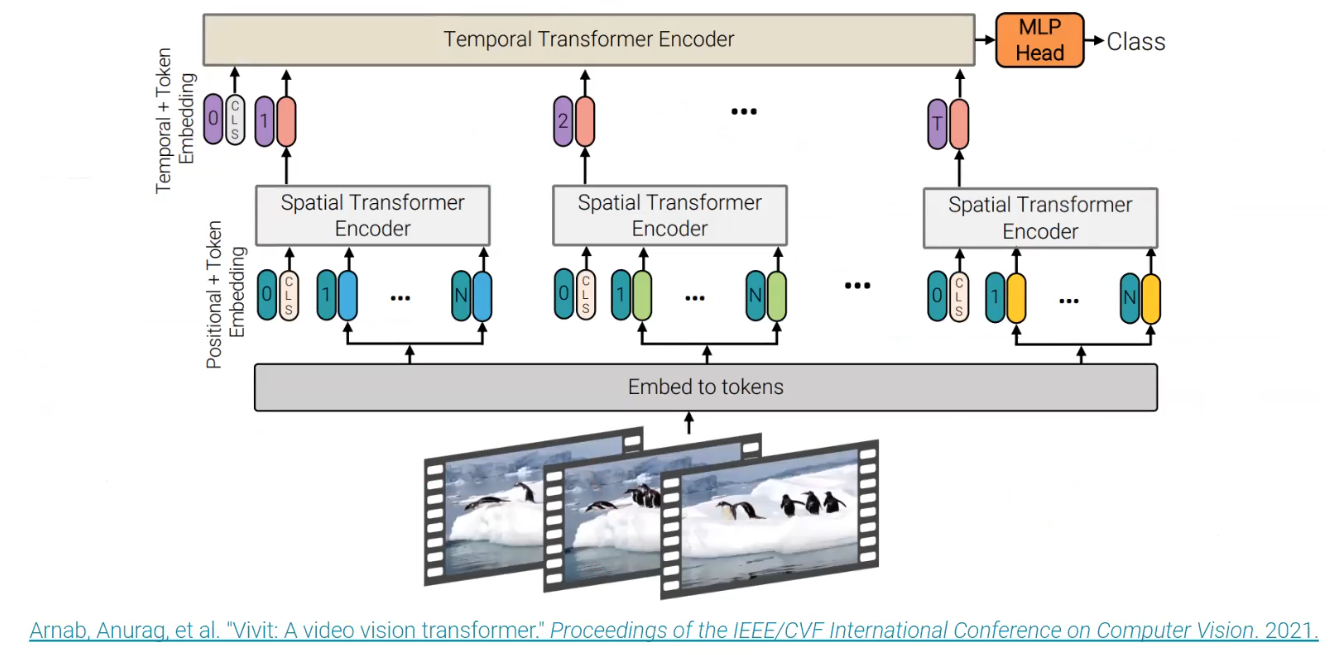 Temporal Transformer Encoder
MLP
Head
Class
Temporal + Token
Embedding
0
CLS
1
2
...
T
Spatial Transformer
Encoder
Spatial Transformer
Encoder
Spatial Transformer
Encoder
Positional + Token
Embedding
0
CLS
1
...
N
0
CLS
1
...
N
...
0
CLS
1
...
N
Embed to tokens
Arnab, Anurag, et al. "Vivit: A video vision transformer." Proceedings of the IEEE/CVF International Conference on Computer Vision. 2021.